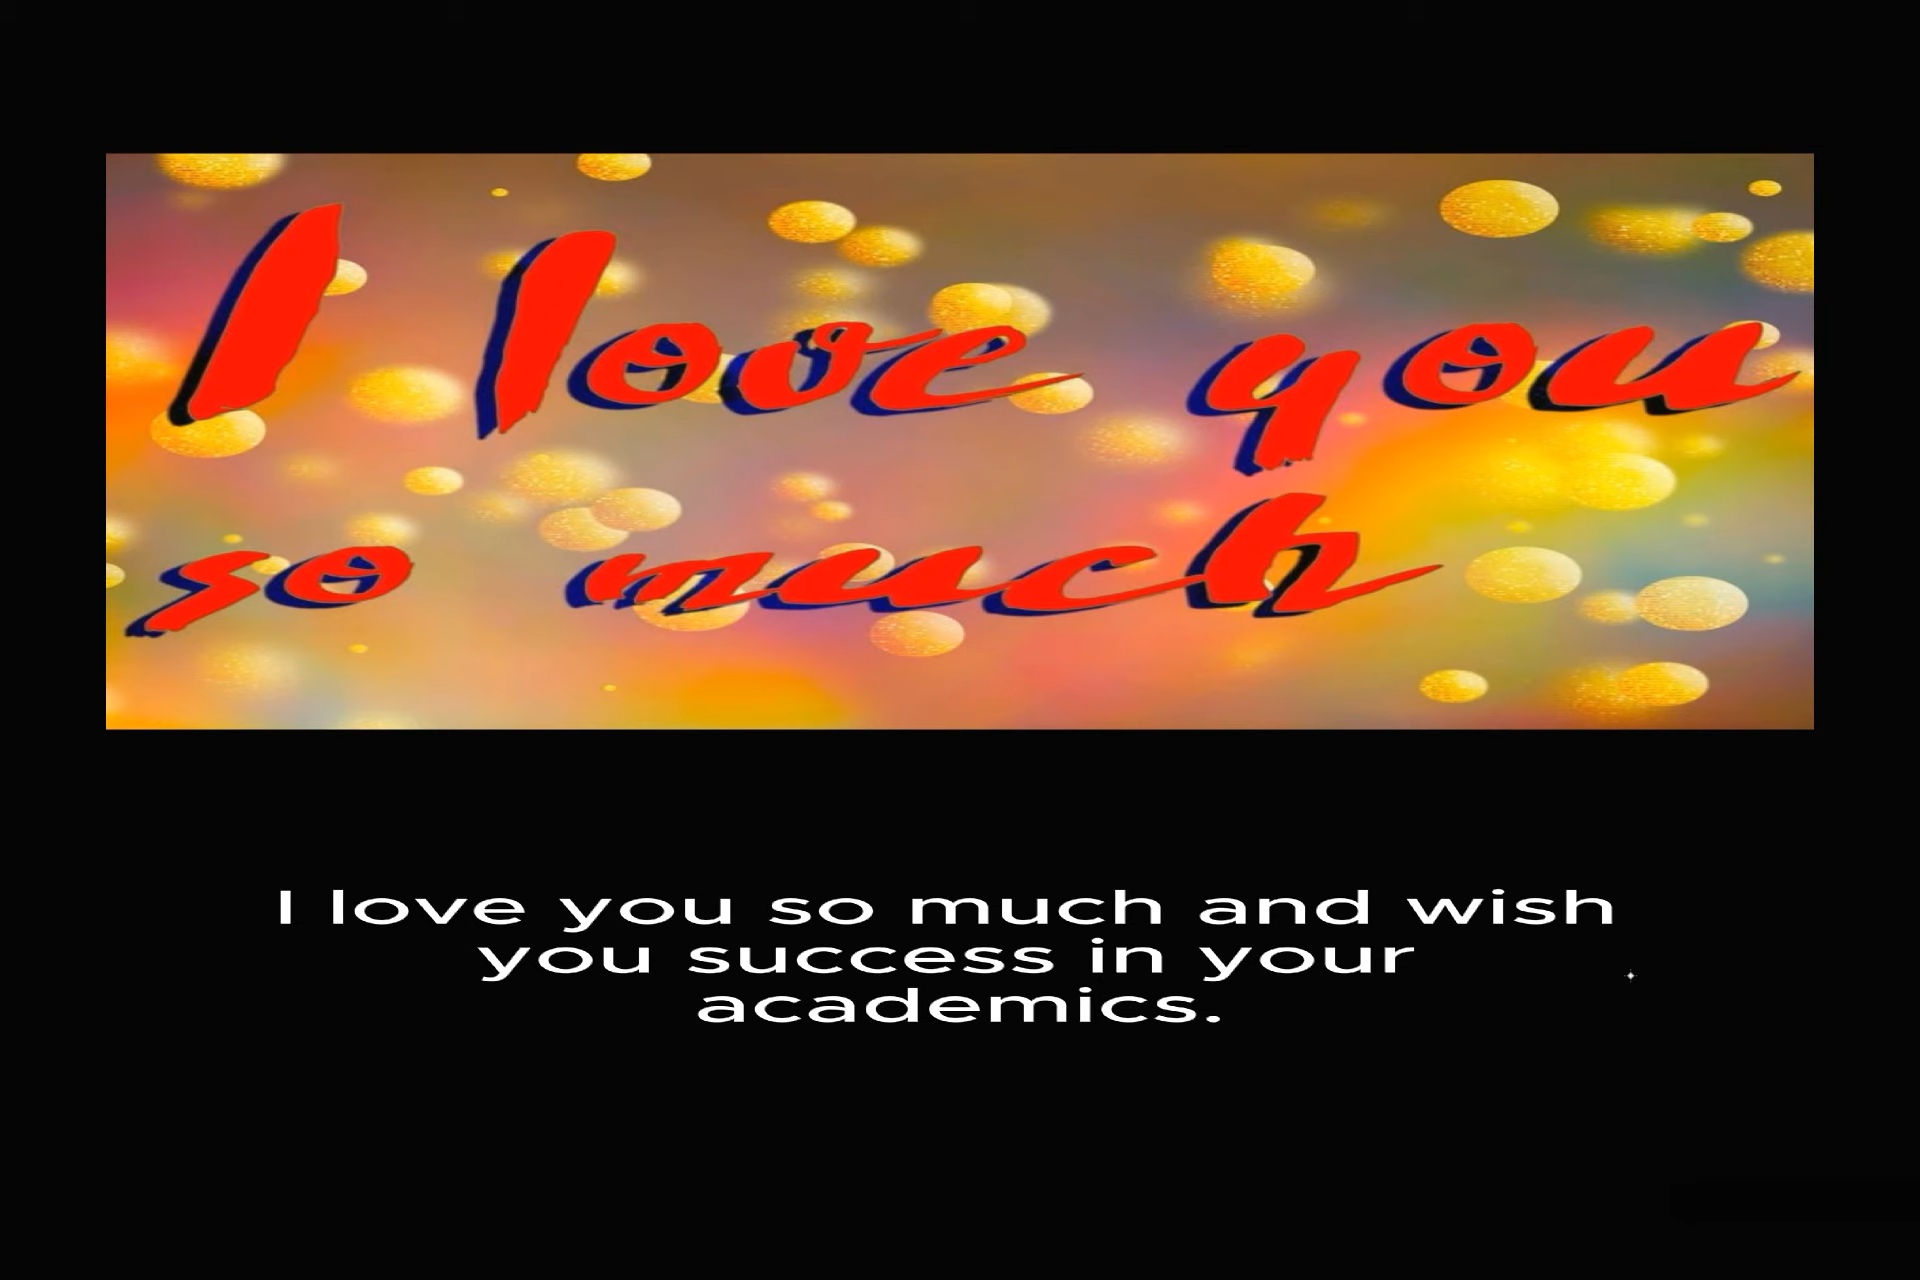 I love you
so much
I love you so much and wish
you success in your
academics.